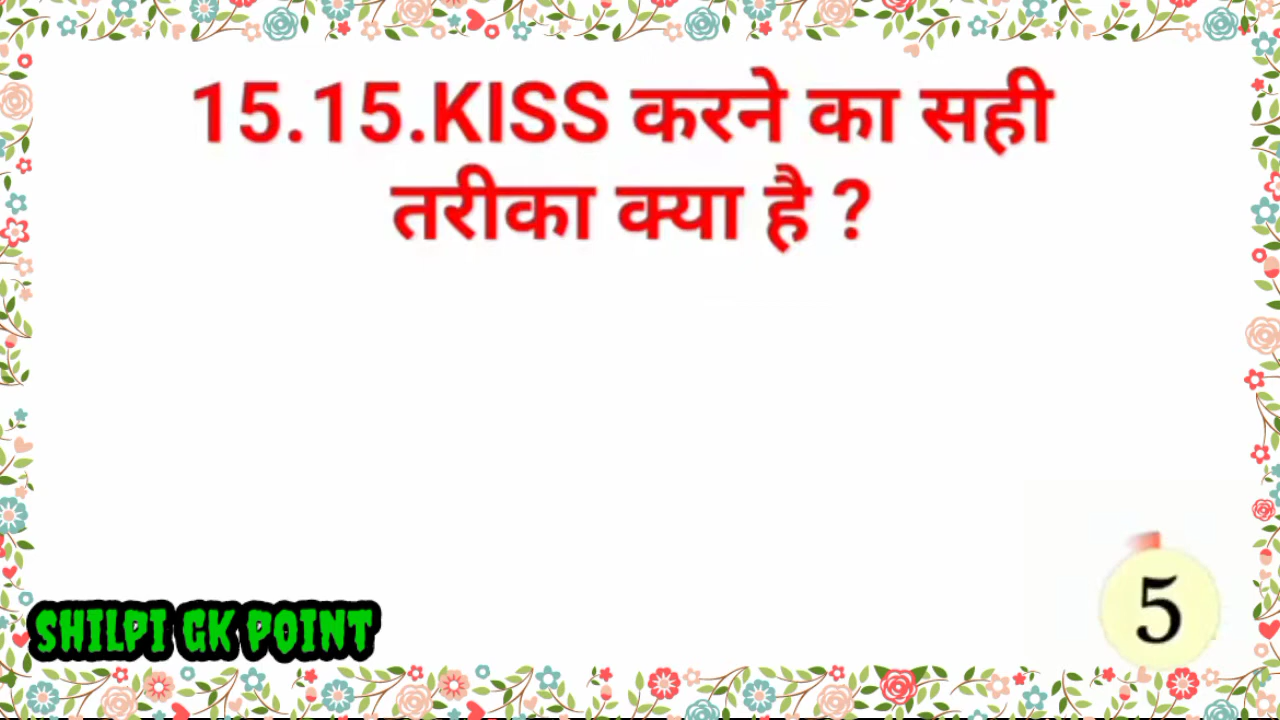 15.15.KISS करने का सही
तरीका क्या है ?
5
SHILPI GK POINT